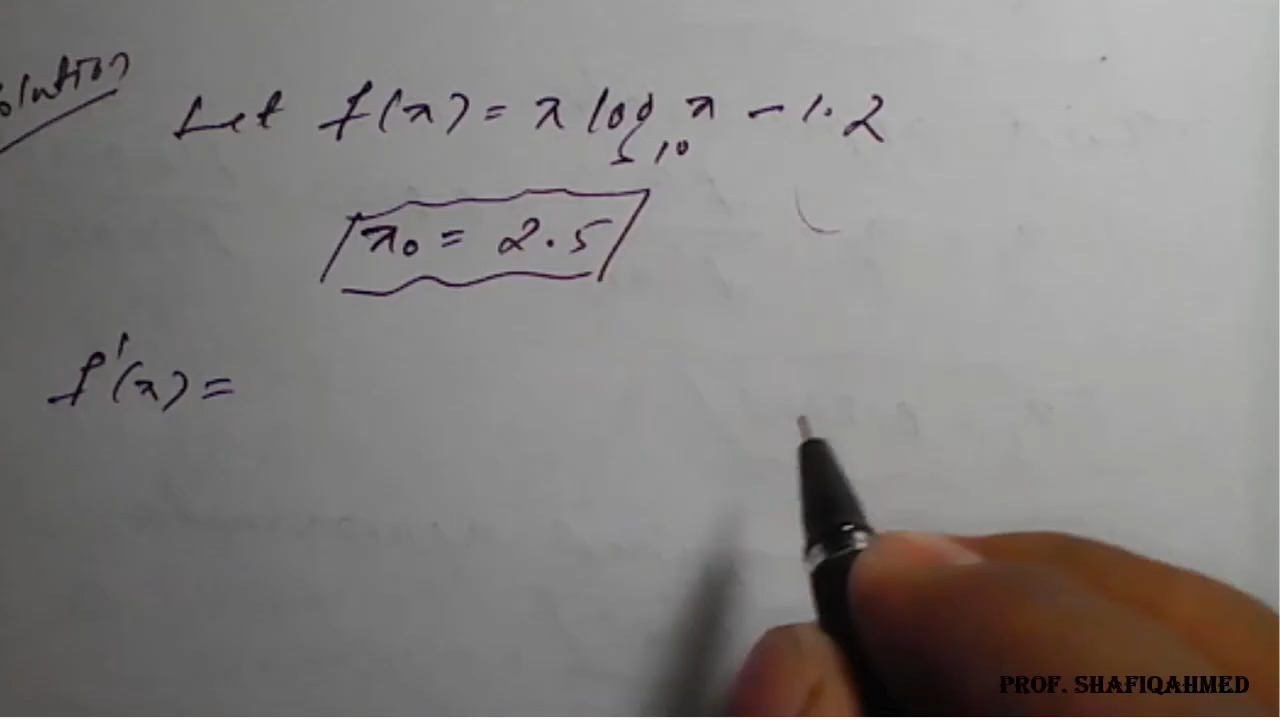 Solution
Let f(x) = x log₁₀ x - 1.2
x₀ = 2.5
f'(x) =
PROF. SHAFIQAHMED